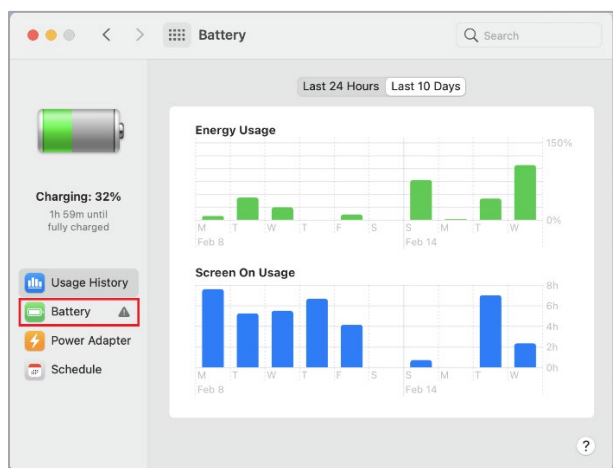 Battery
Search
Last 24 Hours Last 10 Days
Charging: 32%
1h 59m until
fully charged
Usage History
Battery
Power Adapter
Schedule
Energy Usage
150%
0%
M T W T F S S M T W
Feb 8 Feb 14
Screen On Usage
8h
6h
4h
2h
0h
M T W T F S S M T W
Feb 8 Feb 14
?